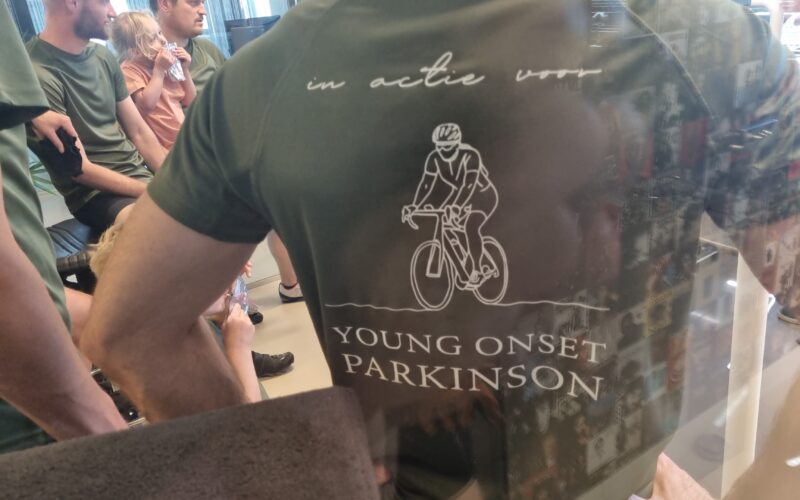 in actie voor
YOUNG ONSET
PARKINSON